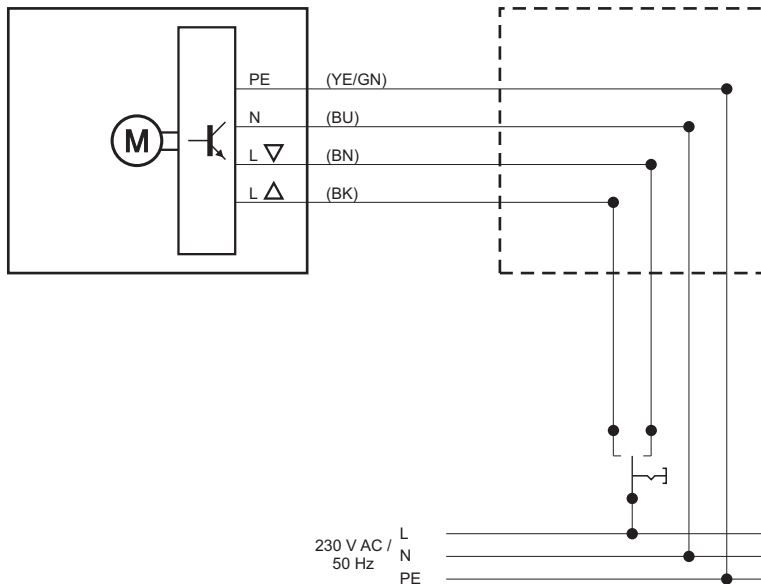 PE (YE/GN)
N (BU)
M
L (BN)
L (BK)
L
230 V AC / N
50 Hz
PE